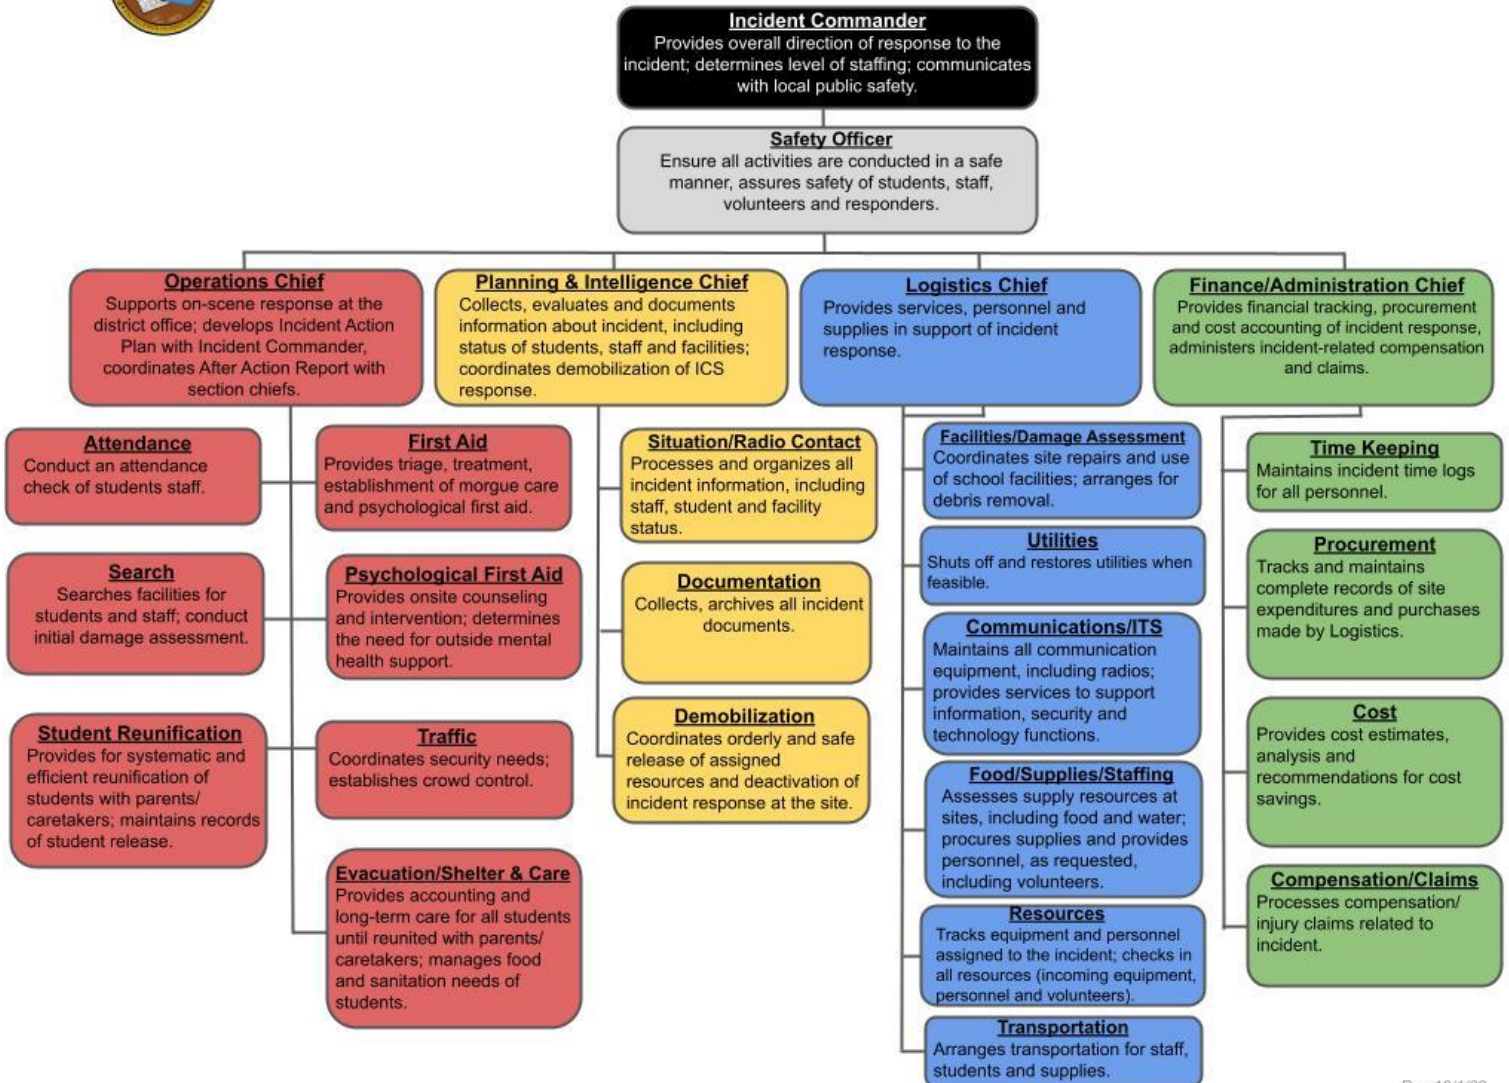 Incident Commander
Provides overall direction of response to the
incident; determines level of staffing; communicates
with local public safety.
Safety Officer
Ensure all activities are conducted in a safe
manner, assures safety of students, staff,
volunteers and responders.
Operations Chief
Supports on-scene response at the
district office; develops Incident Action
Plan with Incident Commander,
coordinates After Action Report with
section chiefs.
Planning & Intelligence Chief
Collects, evaluates and documents
information about incident, including
status of students, staff and facilities;
coordinates demobilization of ICS
response.
Logistics Chief
Provides services, personnel and
supplies in support of incident
response.
Finance/Administration Chief
Provides financial tracking, procurement
and cost accounting of incident response,
administers incident-related compensation
and claims.
Attendance
Conduct an attendance
check of students staff.
First Aid
Provides triage, treatment,
establishment of morgue care
and psychological first aid.
Search
Searches facilities for
students and staff; conduct
initial damage assessment.
Psychological First Aid
Provides onsite counseling
and intervention; determines
the need for outside mental
health support.
Student Reunification
Provides for systematic and
efficient reunification of
students with parents/
caretakers; maintains records
of student release.
Traffic
Coordinates security needs;
establishes crowd control.
Evacuation/Shelter & Care
Provides accounting and
long-term care for all students
until reunited with parents/
caretakers; manages food
and sanitation needs of
students.
Situation/Radio Contact
Processes and organizes all
incident information, including
staff, student and facility
status.
Documentation
Collects, archives all incident
documents.
Demobilization
Coordinates orderly and safe
release of assigned
resources and deactivation of
incident response at the site.
Facilities/Damage Assessment
Coordinates site repairs and use
of school facilities; arranges for
debris removal.
Utilities
Shuts off and restores utilities when
feasible.
Communications/ITS
Maintains all communication
equipment, including radios;
provides services to support
information, security and
technology functions.
Food/Supplies/Staffing
Assesses supply resources at
sites, including food and water;
procures supplies and provides
personnel, as requested,
including volunteers.
Resources
Tracks equipment and personnel
assigned to the incident; checks in
all resources (incoming equipment,
personnel and volunteers).
Transportation
Arranges transportation for staff,
students and supplies.
Time Keeping
Maintains incident time logs
for all personnel.
Procurement
Tracks and maintains
complete records of site
expenditures and purchases
made by Logistics.
Cost
Provides cost estimates,
analysis and
recommendations for cost
savings.
Compensation/Claims
Processes compensation/
injury claims related to
incident.